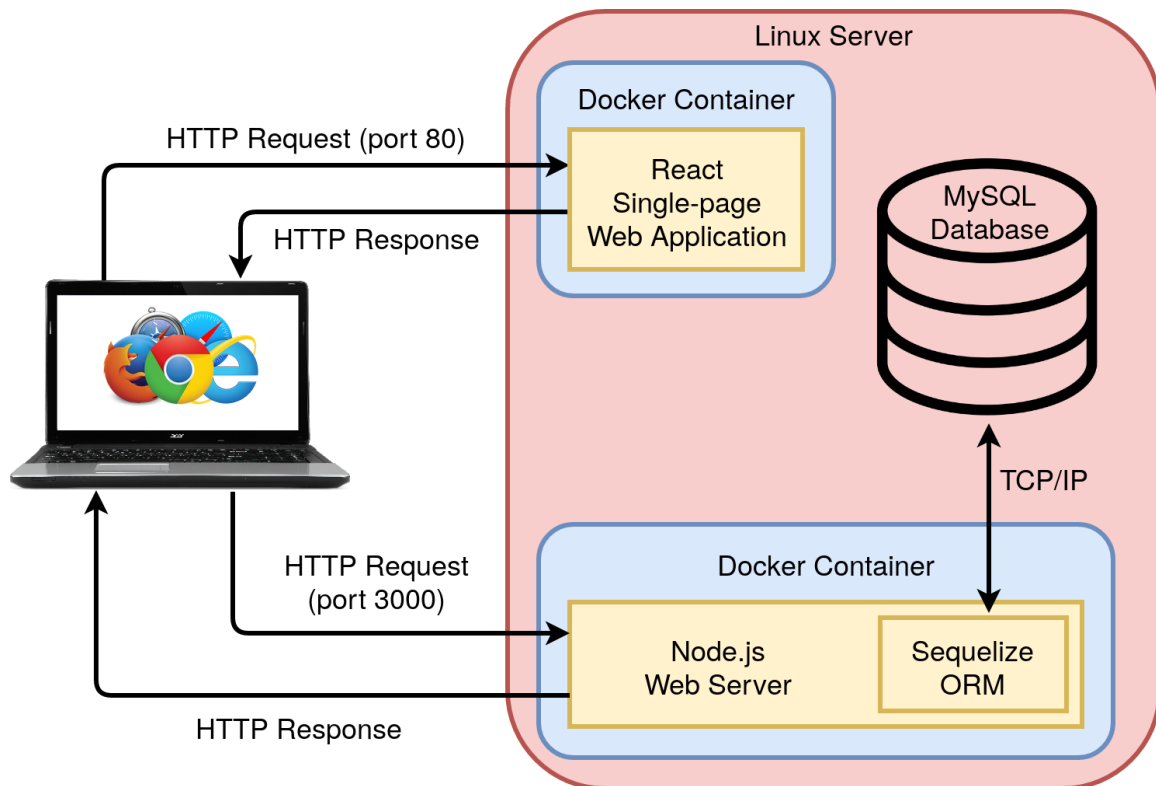 Linux Server
Docker Container
HTTP Request (port 80)
React
Single-page
Web Application
HTTP Response
MySQL
Database
acer
TCP/IP
Docker Container
HTTP Request
(port 3000)
Node.js
Web Server
Sequelize
ORM
HTTP Response